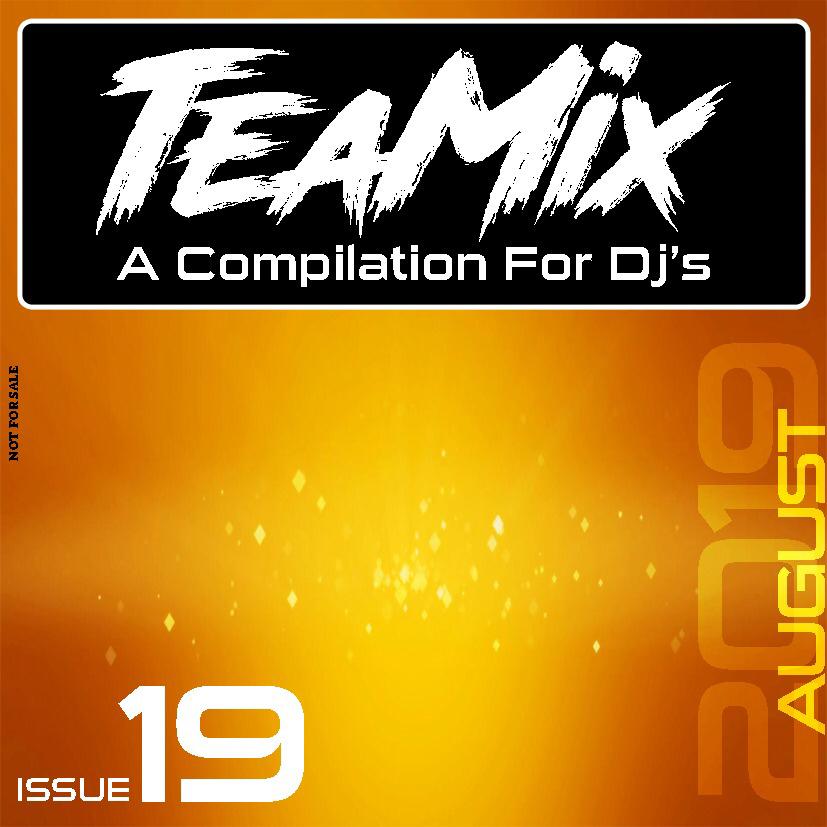 TEAMIX
A Compilation For Dj's
NOT FOR SALE
2019
AUGUST
ISSUE 19